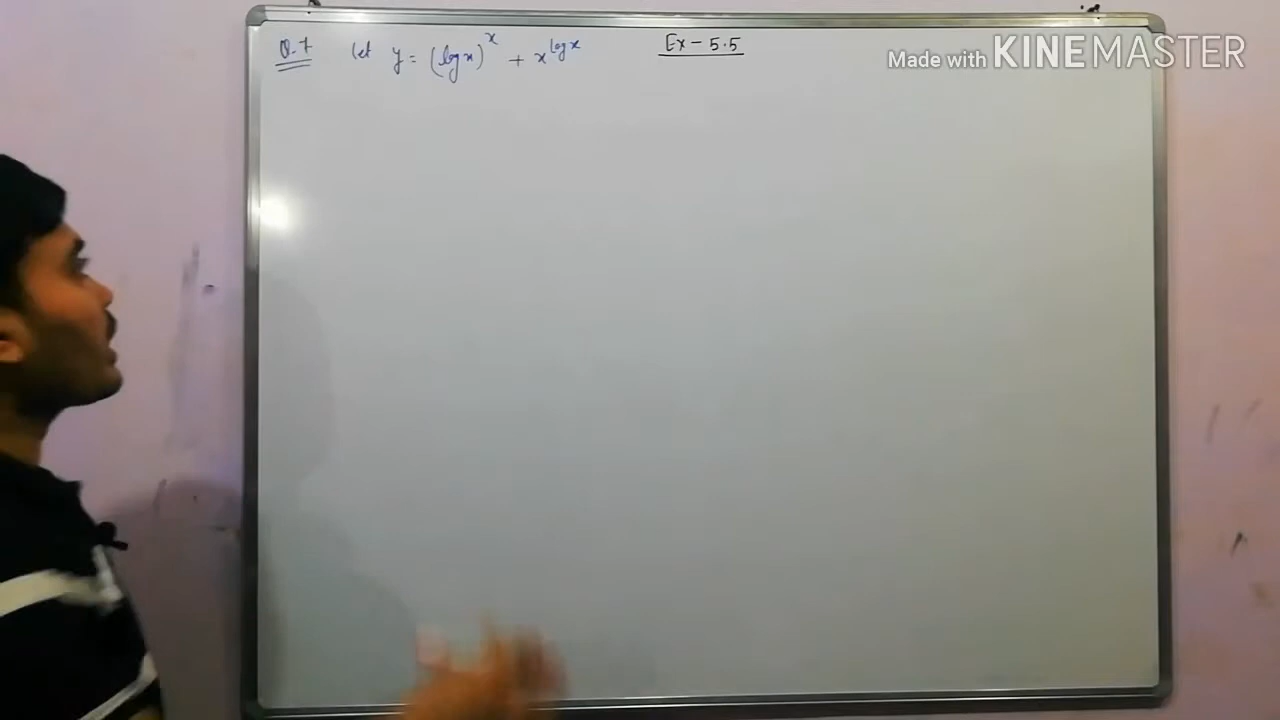 Q.7 Let y = (log x)^x + x^log x Ex - 5.5
Made with KINEMASTER